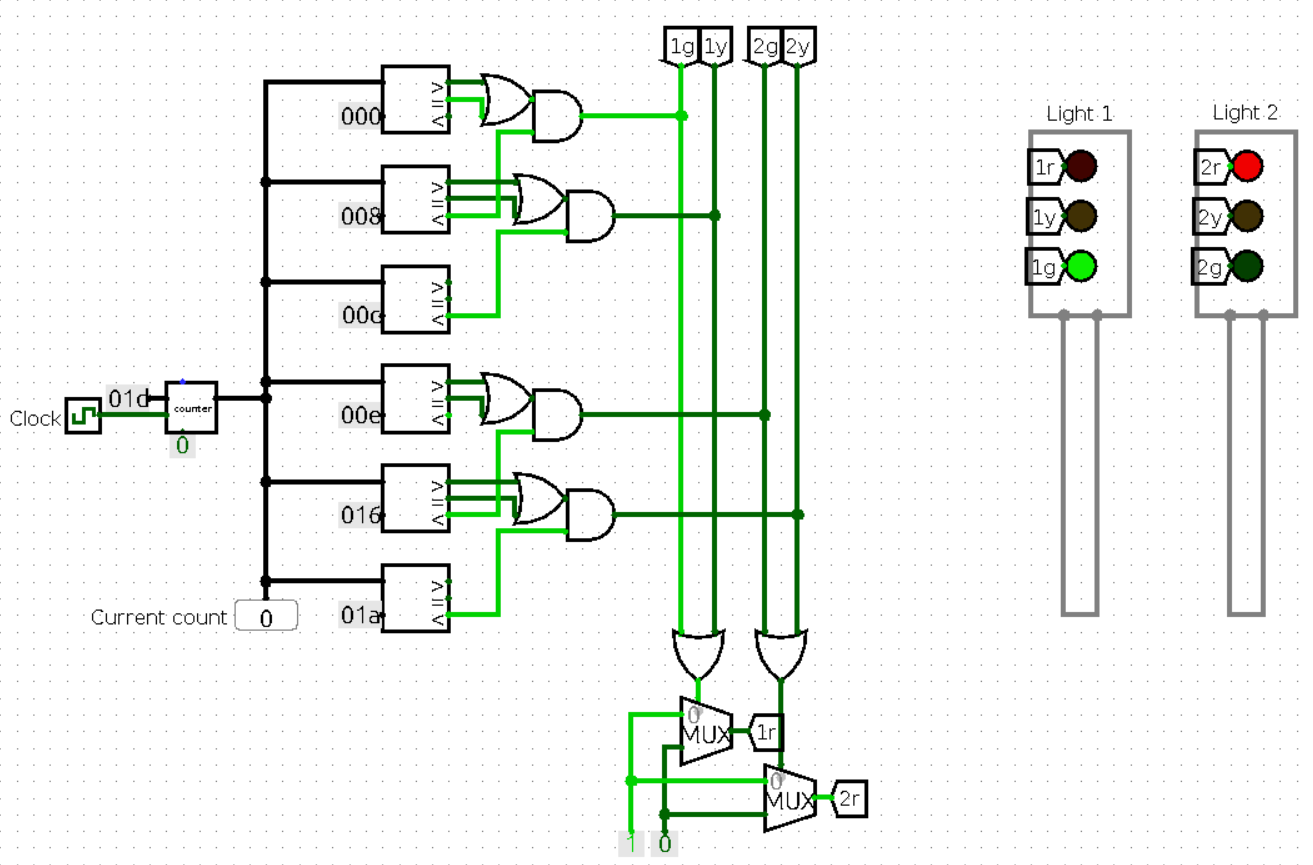 1g 1y 2g 2y
> = <
000
Light 1 Light 2
1r 2r
> = <
008
1y 2y
1g 2g
> = <
00c
> = <
00e
01d
counter
Clock
0
> = <
016
> = <
01a
Current count 0
0
MUX 1r
0
MUX 2r
1 0